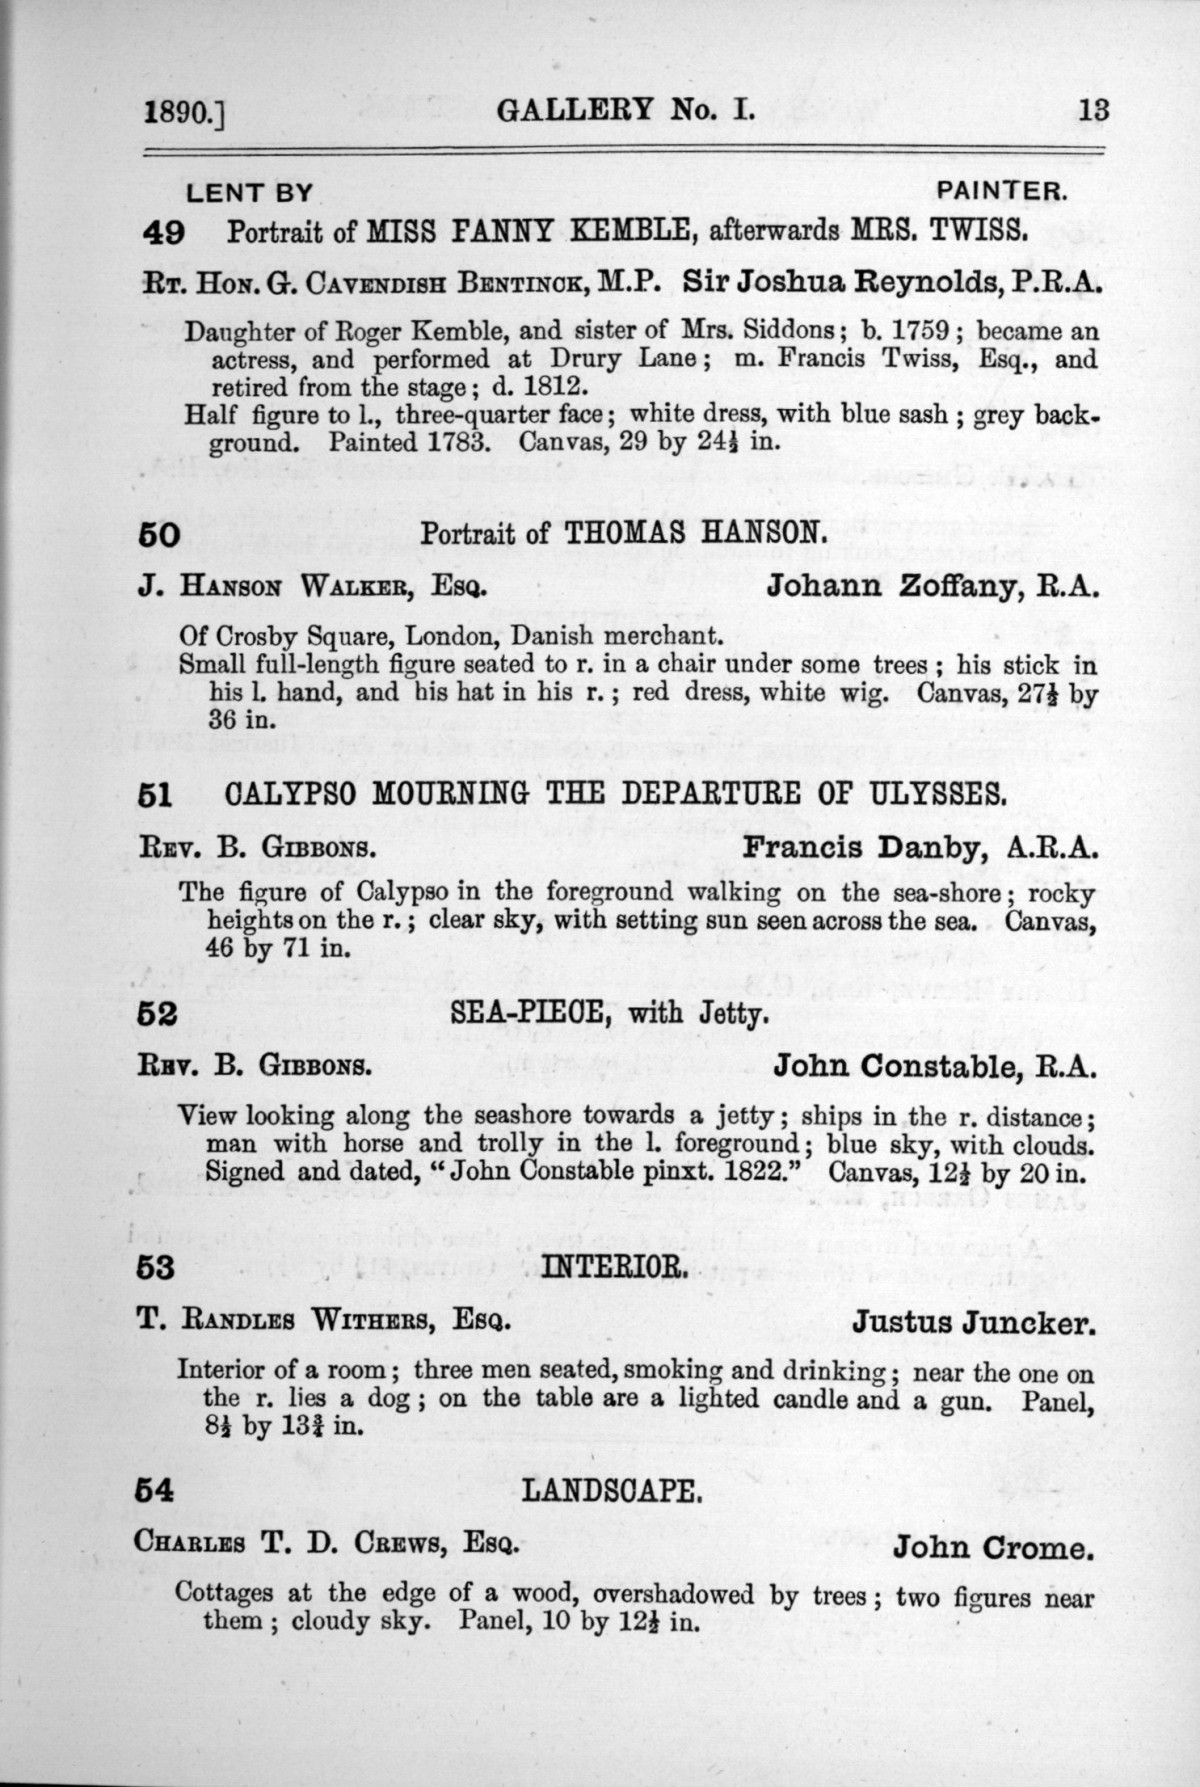 1890.] GALLERY No. I. 13
LENT BY PAINTER.
49 Portrait of MISS FANNY KEMBLE, afterwards MRS. TWISS.
RT. HON. G. CAVENDISH BENTINCK, M.P. Sir Joshua Reynolds, P.R.A.
Daughter of Roger Kemble, and sister of Mrs. Siddons; b. 1759; became an
actress, and performed at Drury Lane; m. Francis Twiss, Esq., and
retired from the stage; d. 1812.
Half figure to l., three-quarter face; white dress, with blue sash; grey back-
ground. Painted 1783. Canvas, 29 by 24½ in.
50 Portrait of THOMAS HANSON.
J. HANSON WALKER, ESQ. Johann Zoffany, R.A.
Of Crosby Square, London, Danish merchant.
Small full-length figure seated to r. in a chair under some trees; his stick in
his l. hand, and his hat in his r.; red dress, white wig. Canvas, 27½ by
36 in.
51 CALYPSO MOURNING THE DEPARTURE OF ULYSSES.
REV. B. GIBBONS. Francis Danby, A.R.A.
The figure of Calypso in the foreground walking on the sea-shore; rocky
heights on the r.; clear sky, with setting sun seen across the sea. Canvas,
46 by 71 in.
52 SEA-PIECE, with Jetty.
REV. B. GIBBONS. John Constable, R.A.
View looking along the seashore towards a jetty; ships in the r. distance;
man with horse and trolly in the l. foreground; blue sky, with clouds.
Signed and dated, "John Constable pinxt. 1822." Canvas, 12½ by 20 in.
53 INTERIOR.
T. RANDLES WITHERS, ESQ. Justus Juncker.
Interior of a room; three men seated, smoking and drinking; near the one on
the r. lies a dog; on the table are a lighted candle and a gun. Panel,
8½ by 13¾ in.
54 LANDSCAPE.
CHARLES T. D. CREWS, ESQ. John Crome.
Cottages at the edge of a wood, overshadowed by trees; two figures near
them; cloudy sky. Panel, 10 by 12½ in.